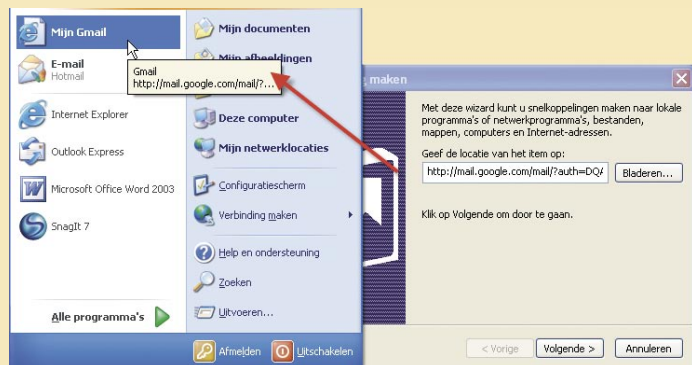 Mijn Gmail
E-mail
Hotmail
Internet Explorer
Outlook Express
Microsoft Office Word 2003
SnagIt 7
Alle programma's
Mijn documenten
Mijn afbeeldingen
Gmail
http://mail.google.com/mail/?...
Deze computer
Mijn netwerklocaties
Configuratiescherm
Verbinding maken
Help en ondersteuning
Zoeken
Uitvoeren...
Afmelden
Uitschakelen
maken
Met deze wizard kunt u snelkoppelingen maken naar lokale
programma's of netwerkprogramma's, bestanden,
mappen, computers en Internet-adressen.
Geef de locatie van het item op:
http://mail.google.com/mail/?auth=DQA
Bladeren...
Klik op Volgende om door te gaan.
< Vorige
Volgende >
Annuleren